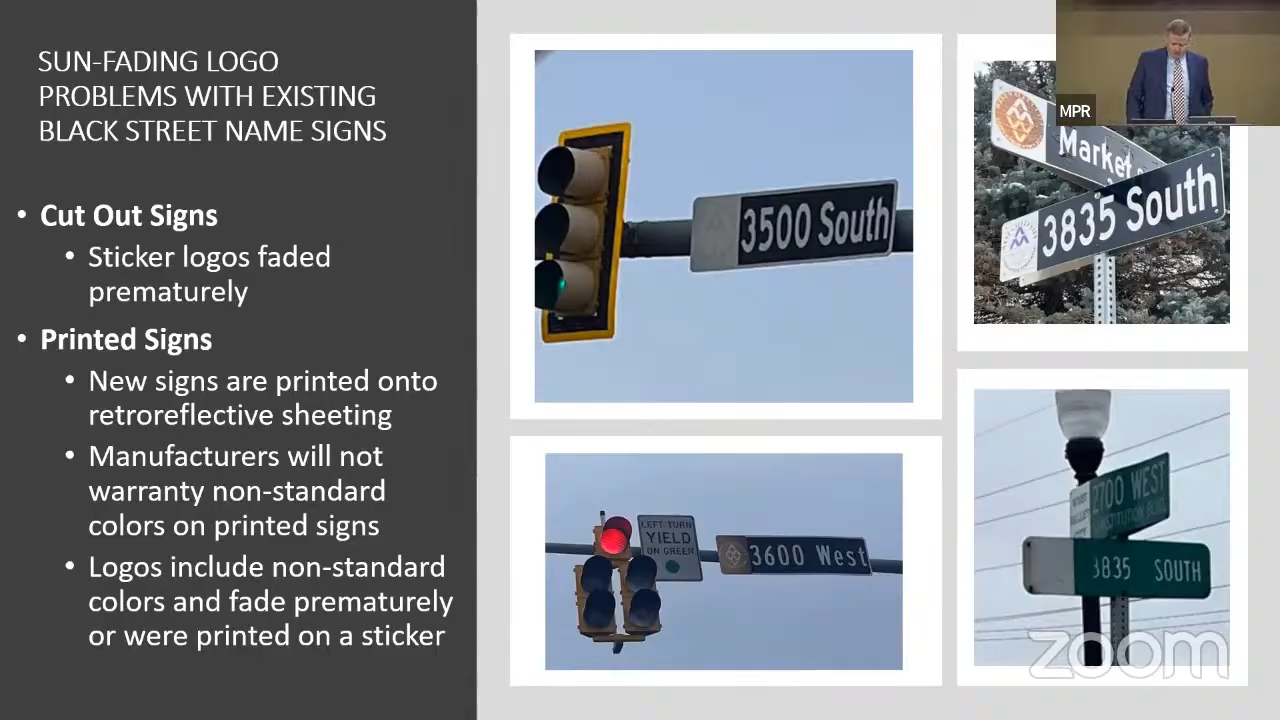 SUN-FADING LOGO
PROBLEMS WITH EXISTING
BLACK STREET NAME SIGNS
• Cut Out Signs
• Sticker logos faded
prematurely
• Printed Signs
• New signs are printed onto
retroreflective sheeting
• Manufacturers will not
warranty non-standard
colors on printed signs
• Logos include non-standard
colors and fade prematurely
or were printed on a sticker
3500 South
Market
3835 South
MPR
LEFT TURN
YIELD
ON GREEN
3600 West
2700 WEST
3835 SOUTH
zoom